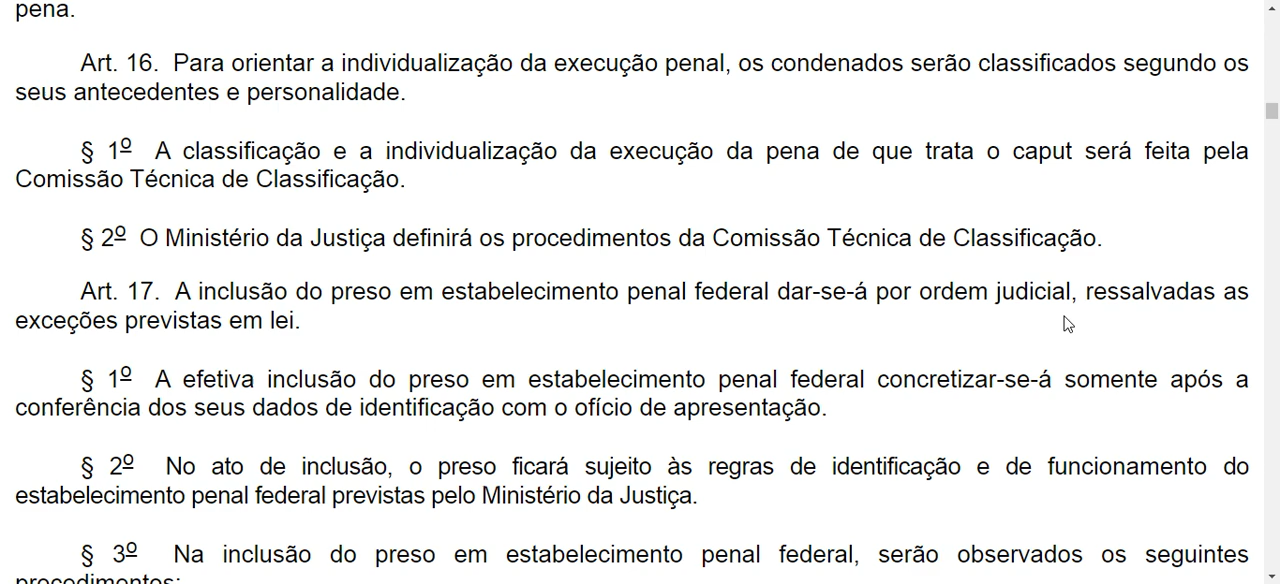 pena.
Art. 16.  Para orientar a individualização da execução penal, os condenados serão classificados segundo os
seus antecedentes e personalidade.
§ 1º  A classificação e a individualização da execução da pena de que trata o caput será feita pela
Comissão Técnica de Classificação.
§ 2º  O Ministério da Justiça definirá os procedimentos da Comissão Técnica de Classificação.
Art. 17.  A inclusão do preso em estabelecimento penal federal dar-se-á por ordem judicial, ressalvadas as
exceções previstas em lei.
§ 1º  A efetiva inclusão do preso em estabelecimento penal federal concretizar-se-á somente após a
conferência dos seus dados de identificação com o ofício de apresentação.
§ 2º  No ato de inclusão, o preso ficará sujeito às regras de identificação e de funcionamento do
estabelecimento penal federal previstas pelo Ministério da Justiça.
§ 3º  Na inclusão do preso em estabelecimento penal federal, serão observados os seguintes
procedimentos: